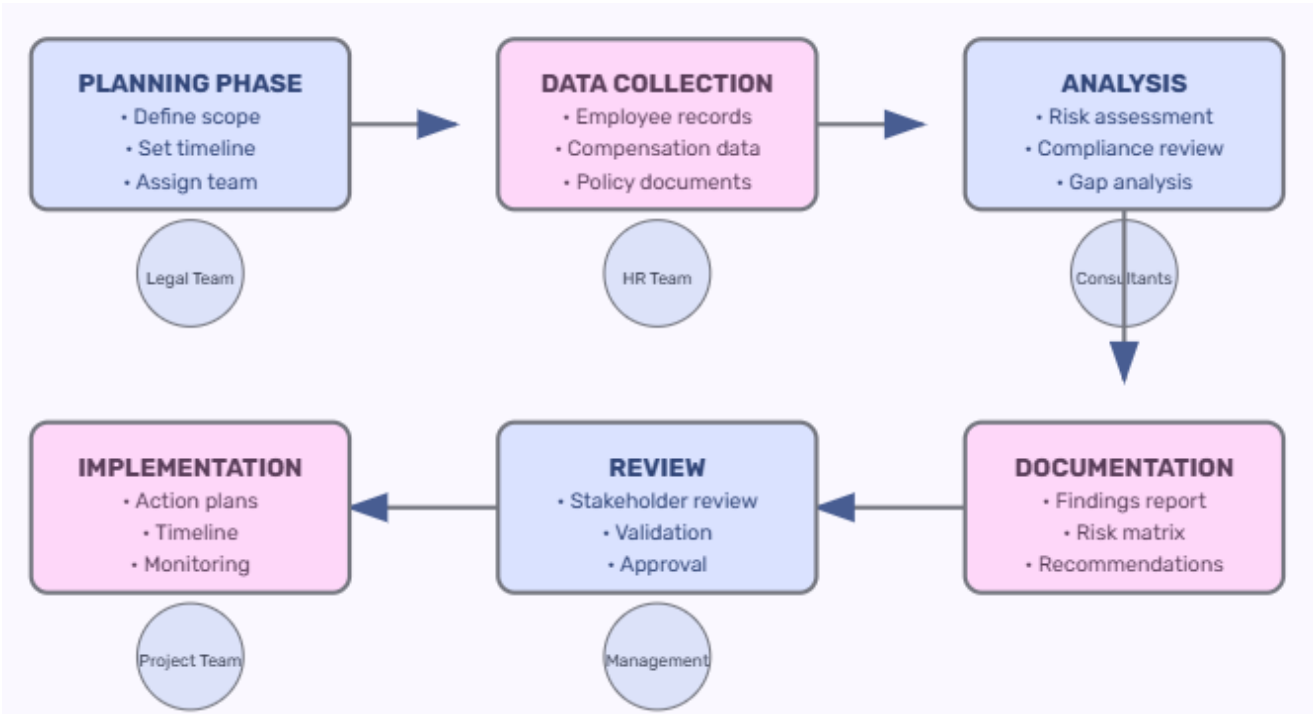 PLANNING PHASE
• Define scope
• Set timeline
• Assign team
Legal Team
DATA COLLECTION
• Employee records
• Compensation data
• Policy documents
HR Team
ANALYSIS
• Risk assessment
• Compliance review
• Gap analysis
Consultants
DOCUMENTATION
• Findings report
• Risk matrix
• Recommendations
REVIEW
• Stakeholder review
• Validation
• Approval
Management
IMPLEMENTATION
• Action plans
• Timeline
• Monitoring
Project Team